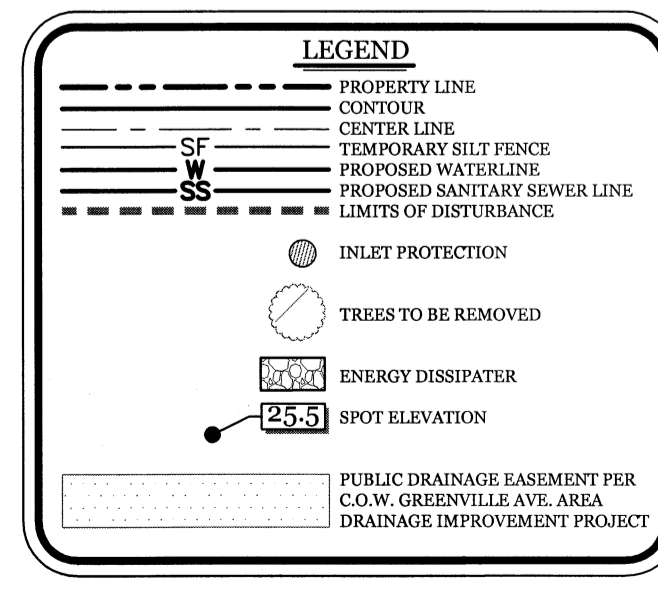 LEGEND
PROPERTY LINE
CONTOUR
CENTER LINE
SF TEMPORARY SILT FENCE
W PROPOSED WATERLINE
SS PROPOSED SANITARY SEWER LINE
LIMITS OF DISTURBANCE
INLET PROTECTION
TREES TO BE REMOVED
ENERGY DISSIPATER
25.5 SPOT ELEVATION
PUBLIC DRAINAGE EASEMENT PER
C.O.W. GREENVILLE AVE. AREA
DRAINAGE IMPROVEMENT PROJECT